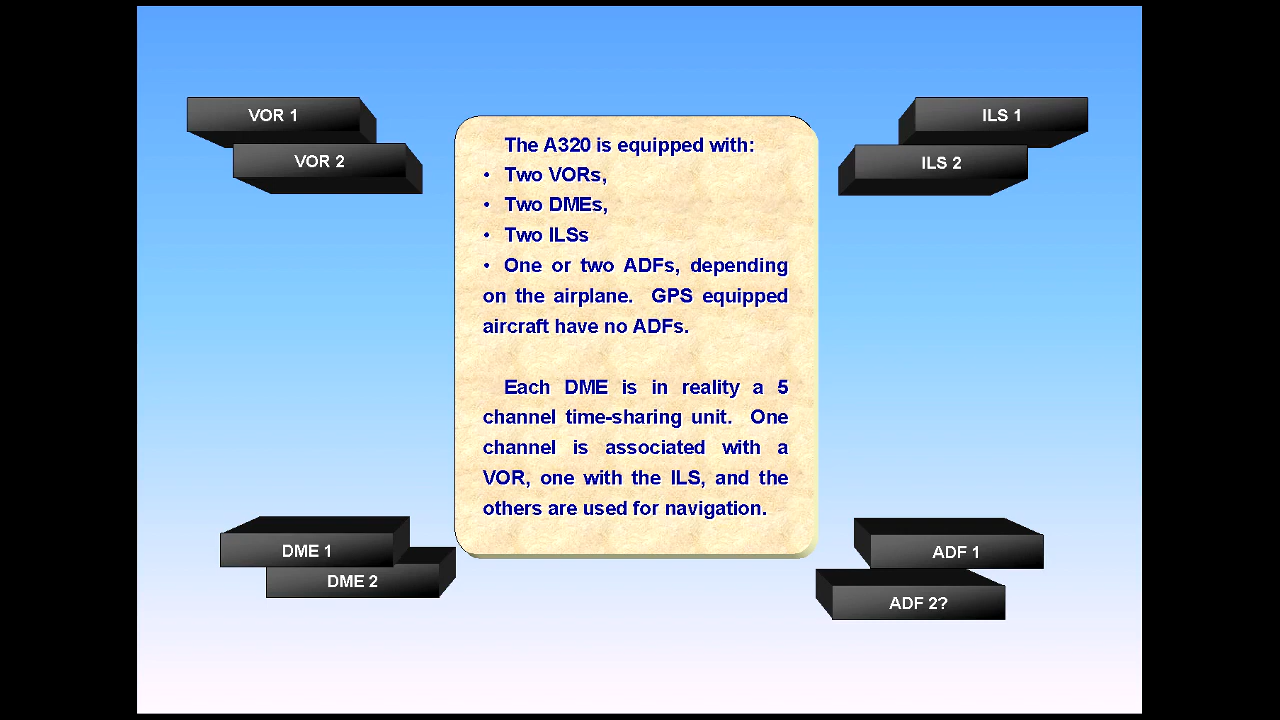 VOR 1
VOR 2
ILS 1
ILS 2
The A320 is equipped with:
• Two VORs,
• Two DMEs,
• Two ILSs
• One or two ADFs, depending
on the airplane. GPS equipped
aircraft have no ADFs.
Each DME is in reality a 5
channel time-sharing unit. One
channel is associated with a
VOR, one with the ILS, and the
others are used for navigation.
DME 1
DME 2
ADF 1
ADF 2?